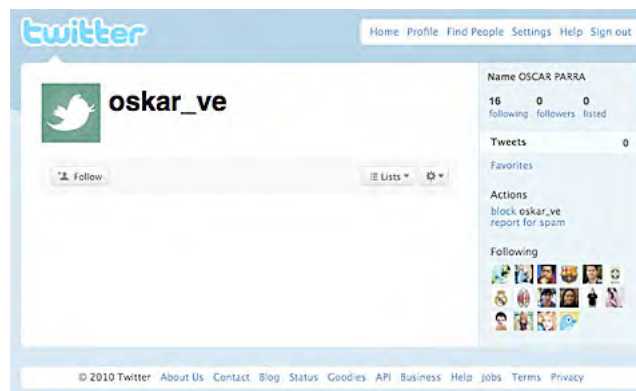 twitter
Home Profile Find People Settings Help Sign out
oskar_ve
Follow
Lists
Name OSCAR PARRA
16 0 0
following followers listed
Tweets 0
Favorites
Actions
block oskar_ve
report for spam
Following
© 2010 Twitter About Us Contact Blog Status Goodies API Business Help Jobs Terms Privacy